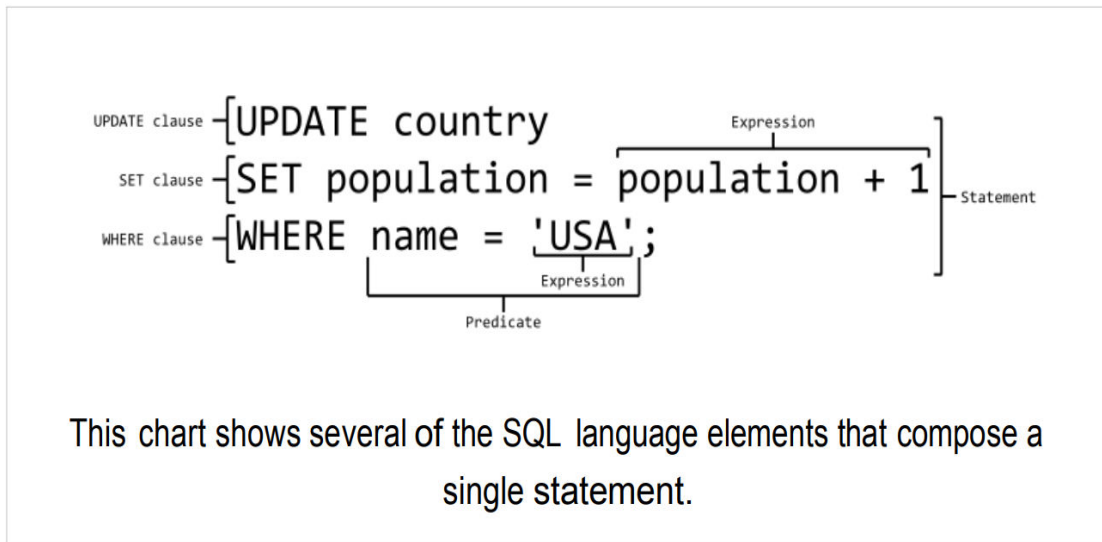 UPDATE clause UPDATE country
Expression
SET clause SET population = population + 1
Statement
WHERE clause WHERE name = 'USA';
Expression
Predicate
This chart shows several of the SQL language elements that compose a
single statement.